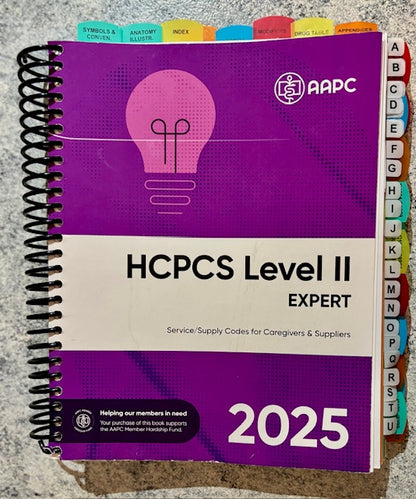 SYMBOLS &
CONVEN.
ANATOMY
ILLUSTR.
INDEX
MODIFIERS
DRUG TABLE
APPENDICES
AAPC
HCPCS Level II
EXPERT
Service/Supply Codes for Caregivers & Suppliers
Helping our members in need
Your purchase of this book supports
the AAPC Member Hardship Fund.
2025
A
B
C
D
E
F
G
H
I
J
K
L
M
N
O
P
Q
R
S
T
U